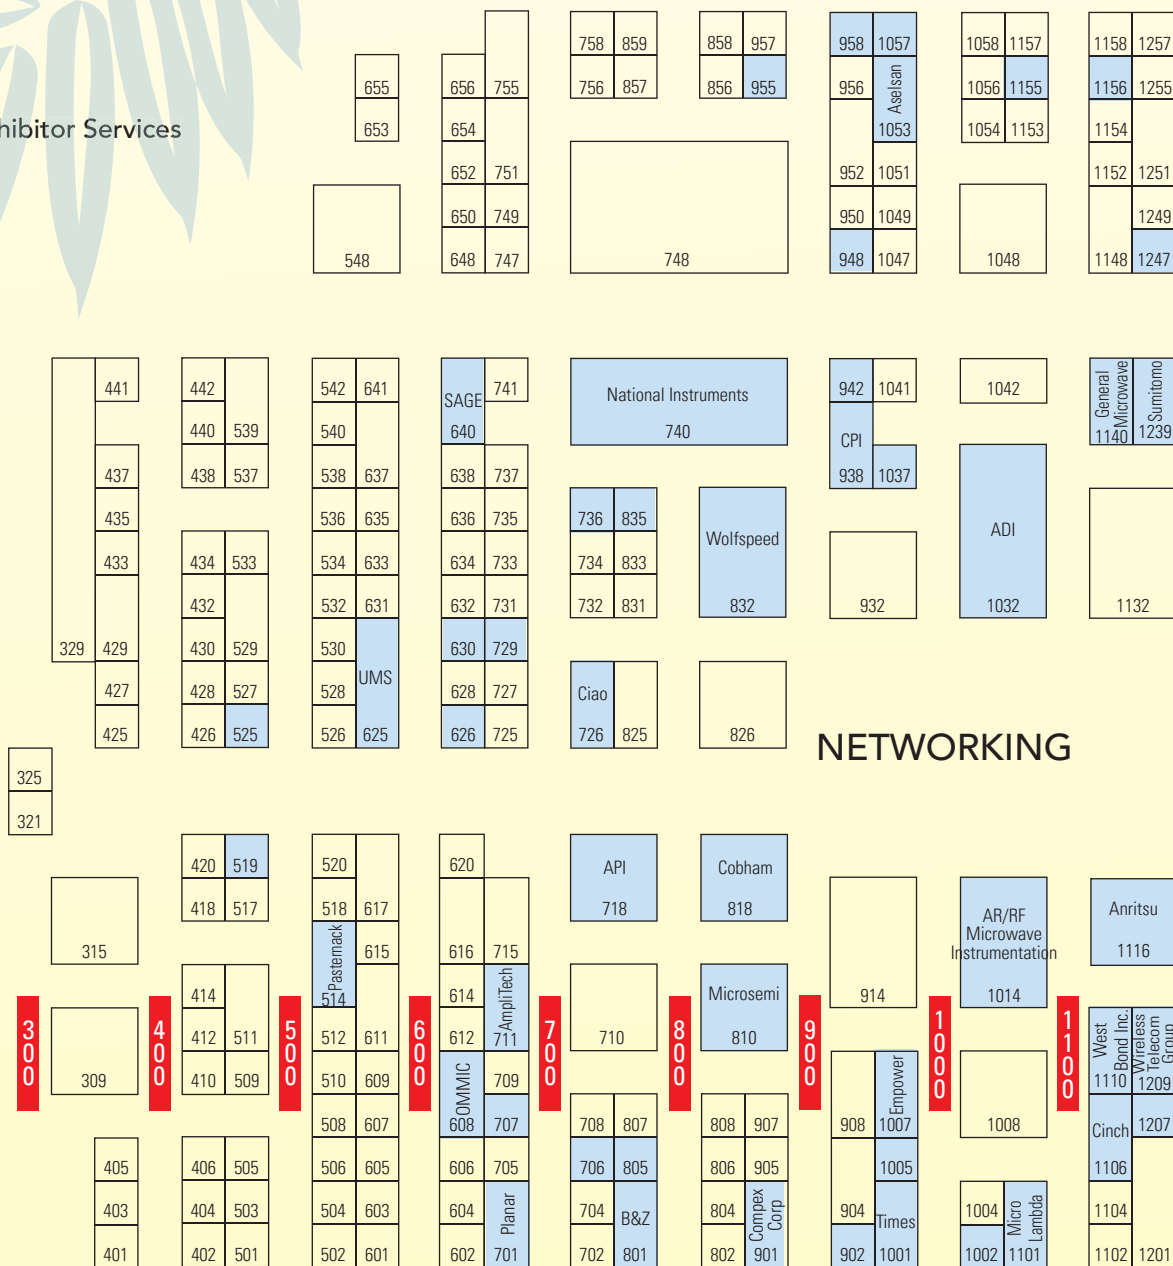 758 859 858 957 958 1057 1058 1157 1158 1257
655 656 755 756 857 856 955 956 Aselsan 1056 1155 1156 1255
hibitor Services 653 654 1053 1054 1153 1154
652 751 952 1051 1152 1251
650 749 950 1049 1249
548 648 747 748 948 1047 1048 1148 1247
441 442 542 641 SAGE 741 National Instruments 942 1041 1042 General Microwave Sumitomo
440 539 540 640 740 CPI 1140 1239
437 438 537 538 637 638 737 938 1037
435 536 635 636 735 736 835 Wolfspeed ADI
433 434 533 534 633 634 733 734 833
432 532 631 632 731 732 831 832 932 1032 1132
329 429 430 529 530 630 729
427 428 527 528 UMS 628 727 Ciao
425 426 525 526 625 626 725 726 825 826 NETWORKING
325
321
420 519 520 620 API Cobham
418 517 518 617 718 818 AR/RF Anritsu
Microwave
315 Pasternack 615 616 715 Instrumentation 1116
414 514 614 AmpliTech Microsemi 914 1014
412 511 512 611 612 711 710 810 West Bond Inc. Wireless Telecom Group
300 400 500 600 700 800 900 1000 1100
309 410 509 510 609 BOMMIC 709 Empower 1110 1209
508 607 608 707 708 807 808 907 908 1007 1008 Cinch 1207
405 406 505 506 605 606 705 706 805 806 905 1005 1106
403 404 503 504 603 604 Planar 704 B&Z 804 Compex Corp 904 Times 1004 Micro Lambda 1104
401 402 501 502 601 602 701 702 801 802 901 902 1001 1002 1101 1102 1201